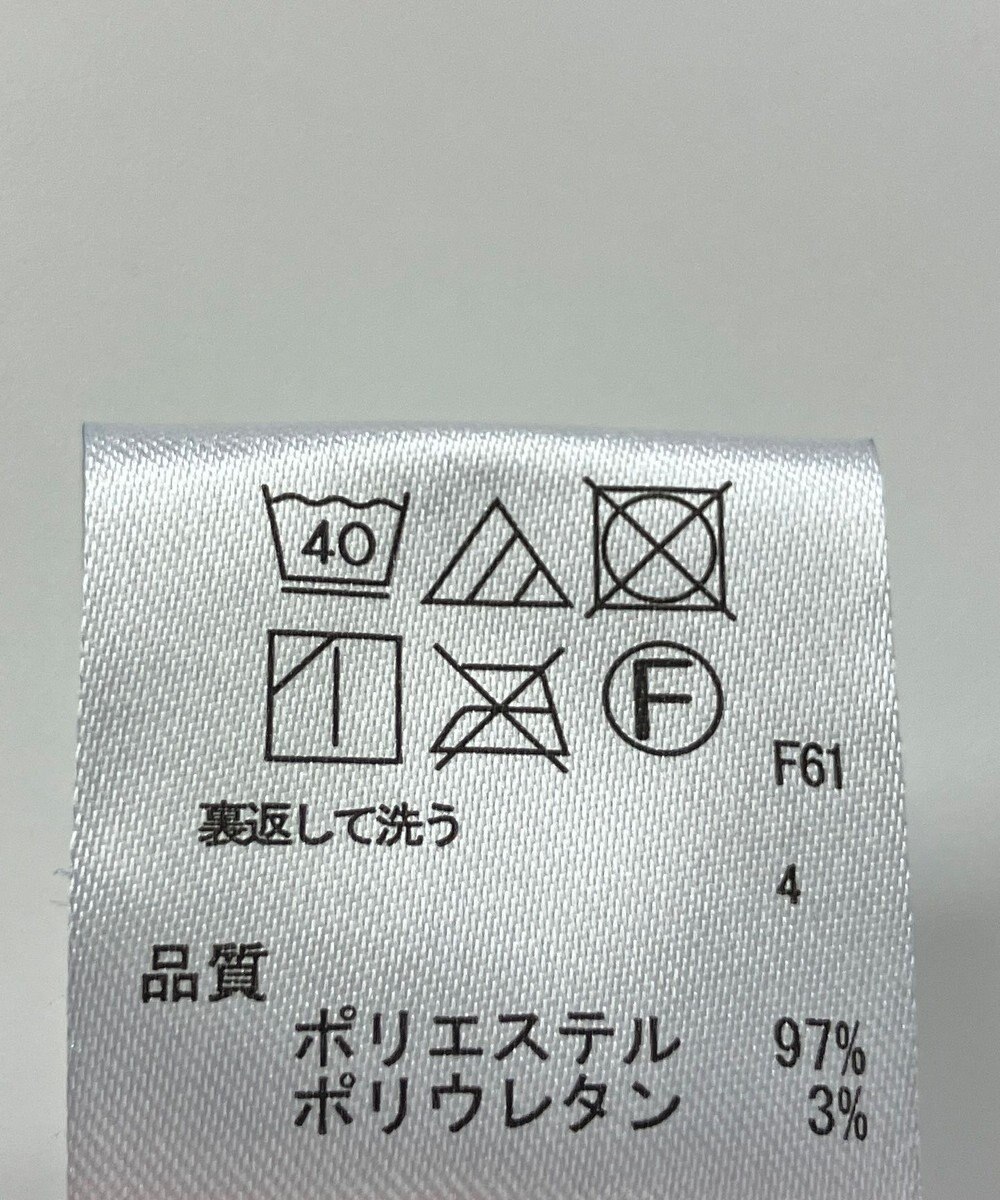 40
F
F61
裏返して洗う
4
品質
ポリエステル 97%
ポリウレタン 3%